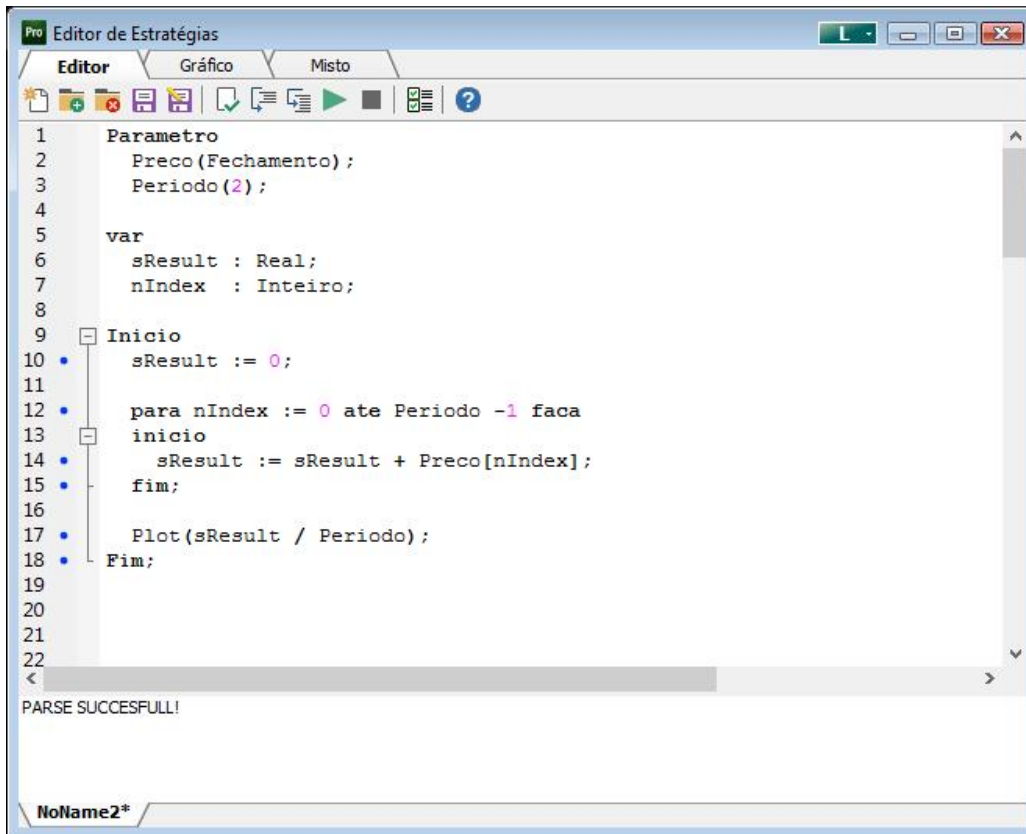 Pro Editor de Estratégias L
Editor Gráfico Misto
1 Parametro
2 Preco(Fechamento);
3 Periodo(2);
4
5 var
6 sResult : Real;
7 nIndex  : Inteiro;
8
9 Inicio
10 sResult := 0;
11
12 para nIndex := 0 ate Periodo -1 faca
13 inicio
14 sResult := sResult + Preco[nIndex];
15 fim;
16
17 Plot(sResult / Periodo);
18 Fim;
19
20
21
22
PARSE SUCCESFULL!
NoName2*